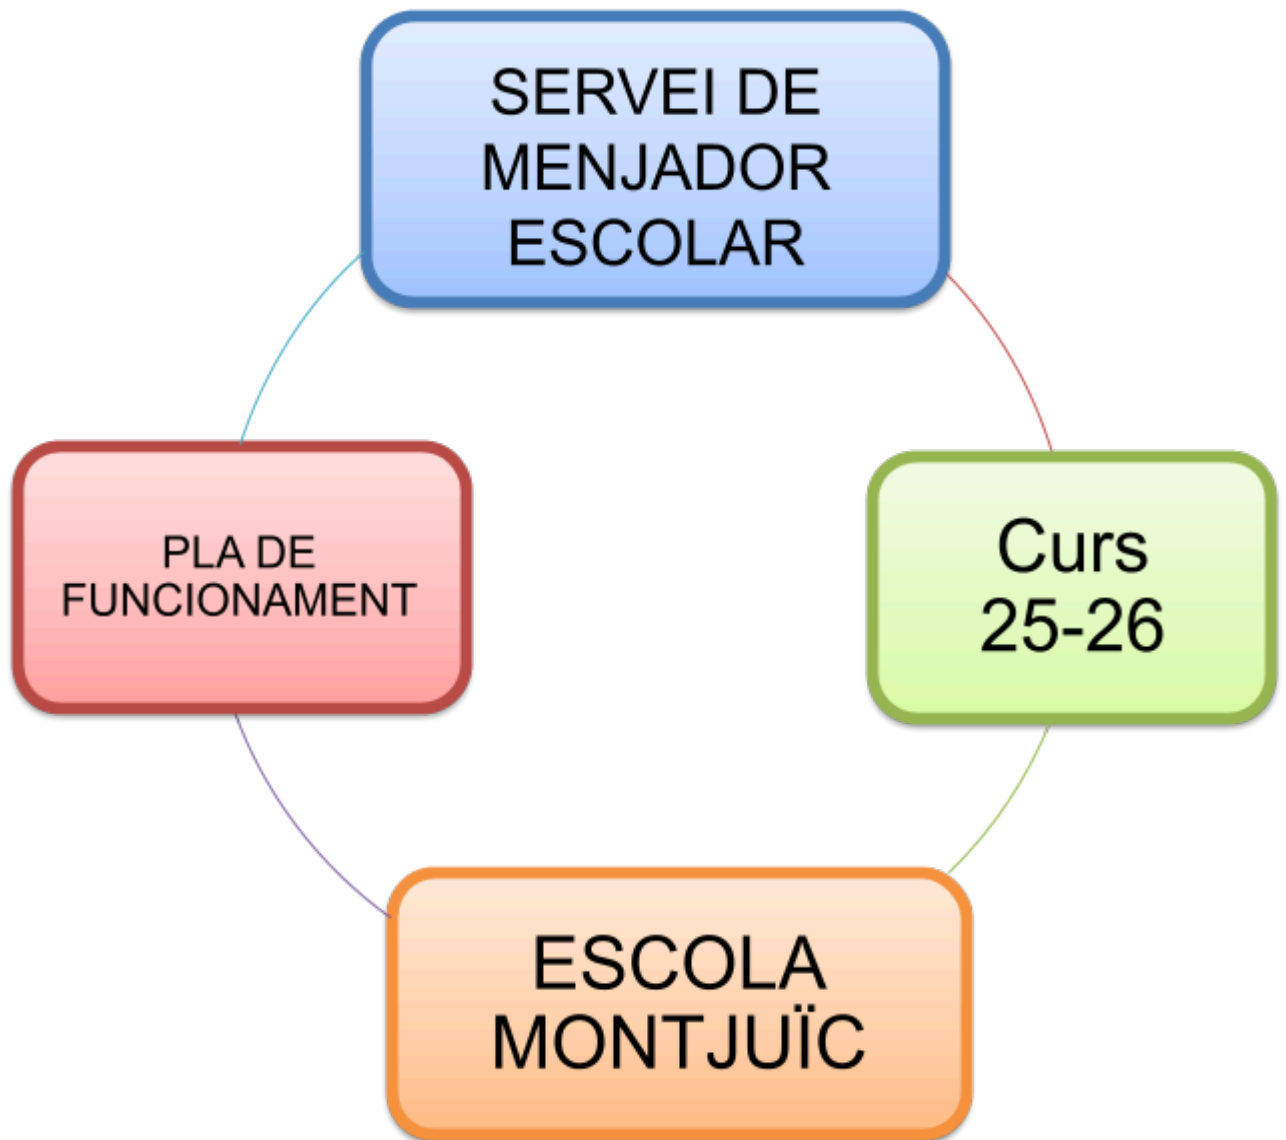 SERVEI DE
MENJADOR
ESCOLAR
PLA DE
FUNCIONAMENT
Curs
25-26
ESCOLA
MONTJUÏC